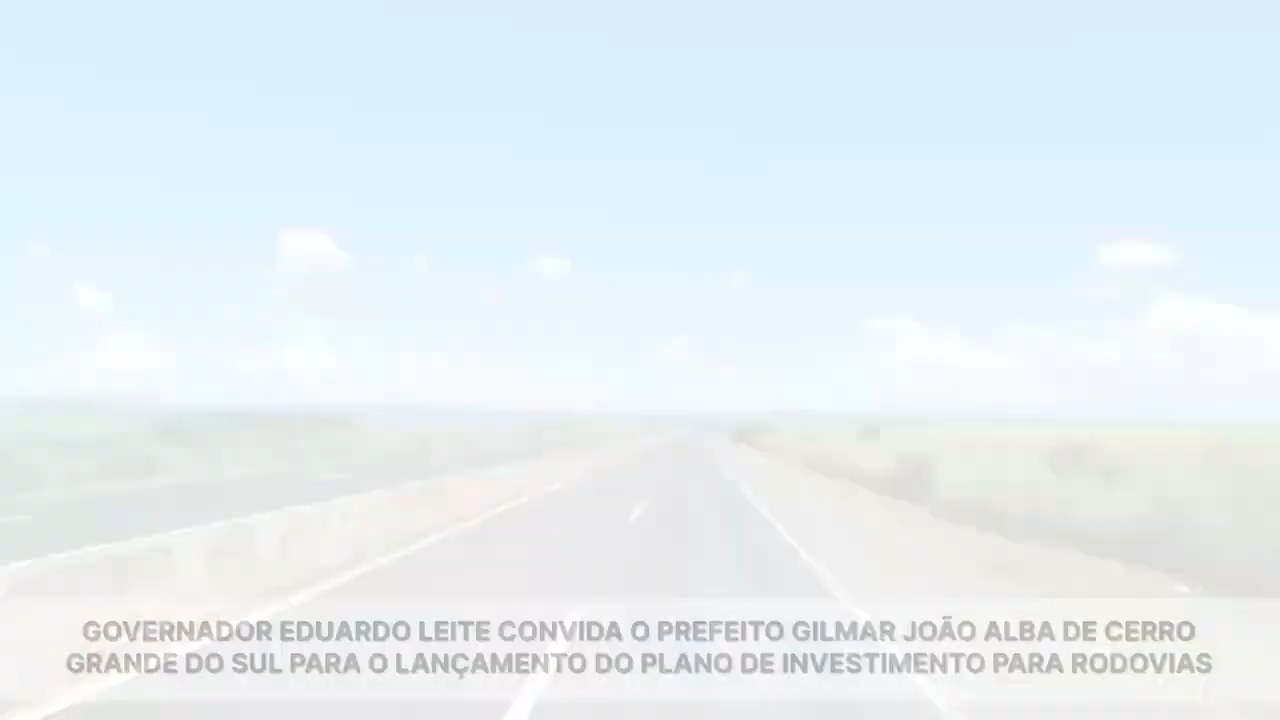 GOVERNADOR EDUARDO LEITE CONVIDA O PREFEITO GILMAR JOÃO ALBA DE CERRO
GRANDE DO SUL PARA O LANÇAMENTO DO PLANO DE INVESTIMENTO PARA RODOVIAS